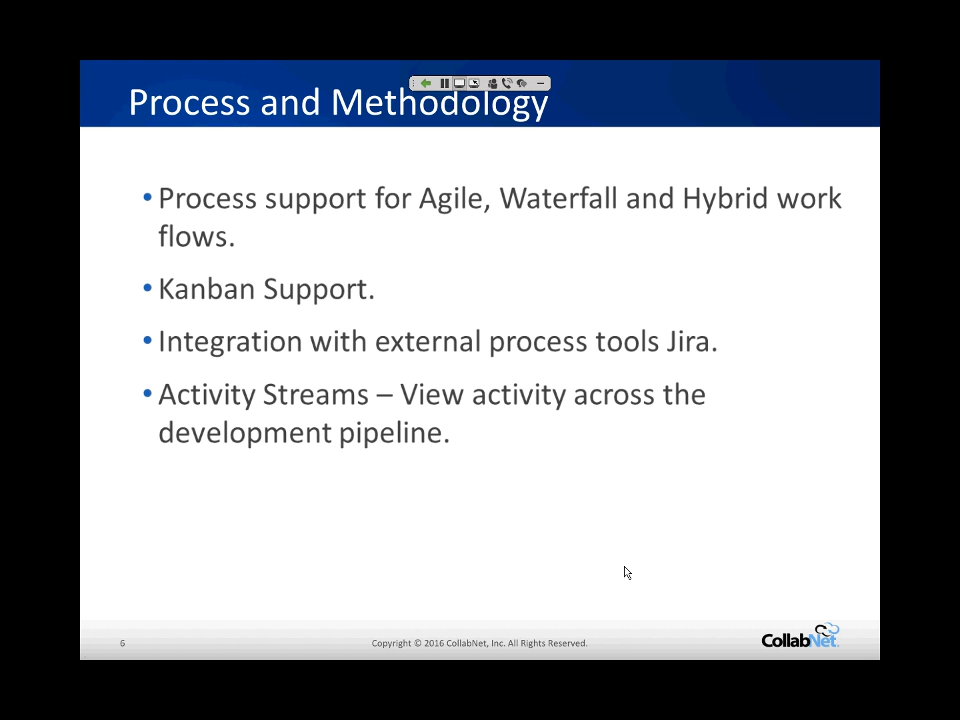 Process and Methodology
• Process support for Agile, Waterfall and Hybrid work
flows.
• Kanban Support.
• Integration with external process tools Jira.
• Activity Streams – View activity across the
development pipeline.
6
Copyright © 2016 CollabNet, Inc. All Rights Reserved.
CollabNet